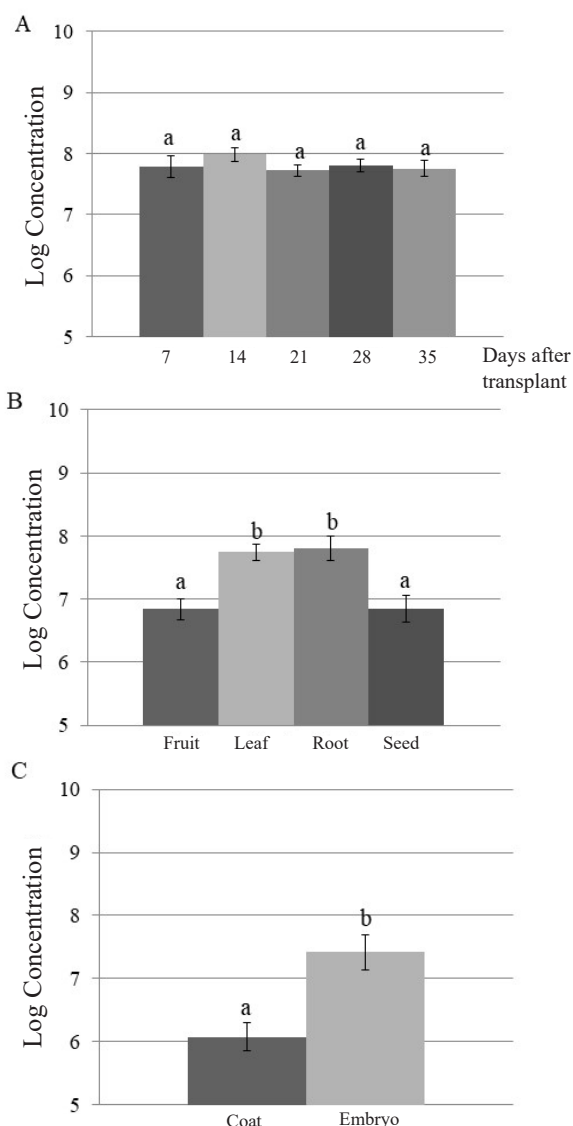 A
10
9
8
7
6
5
Log Concentration
a
a
a
a
a
7 14 21 28 35
Days after
transplant
B
10
9
8
7
6
5
Log Concentration
a
b
b
a
Fruit Leaf Root Seed
C
10
9
8
7
6
5
Log Concentration
a
b
Coat Embryo